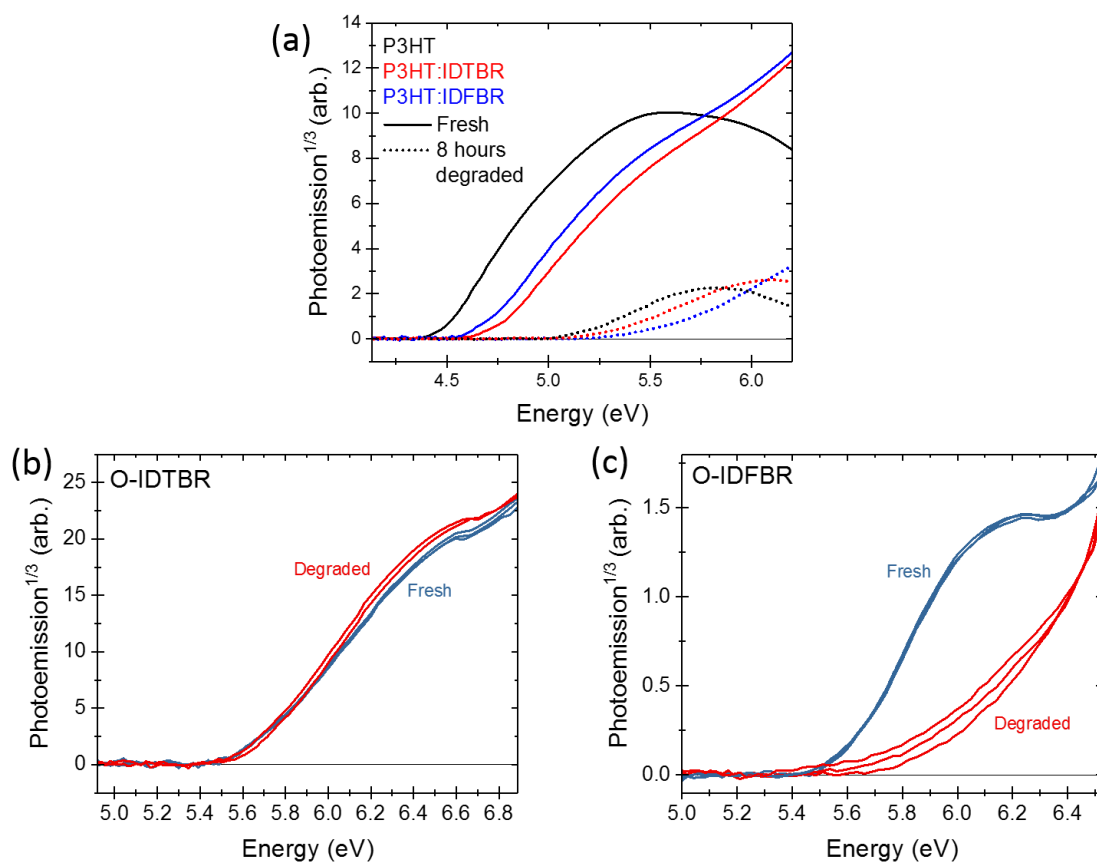 (a)
P3HT
P3HT:IDTBR
P3HT:IDFBR
Fresh
8 hours
degraded
Photoemission1/3 (arb.)
14
12
10
8
6
4
2
0
4.5 5.0 5.5 6.0
Energy (eV)
(b)
O-IDTBR
Degraded
Fresh
Photoemission1/3 (arb.)
25
20
15
10
5
0
5.0 5.2 5.4 5.6 5.8 6.0 6.2 6.4 6.6 6.8
Energy (eV)
(c)
O-IDFBR
Fresh
Degraded
Photoemission1/3 (arb.)
1.5
1.0
0.5
0.0
5.0 5.2 5.4 5.6 5.8 6.0 6.2 6.4
Energy (eV)